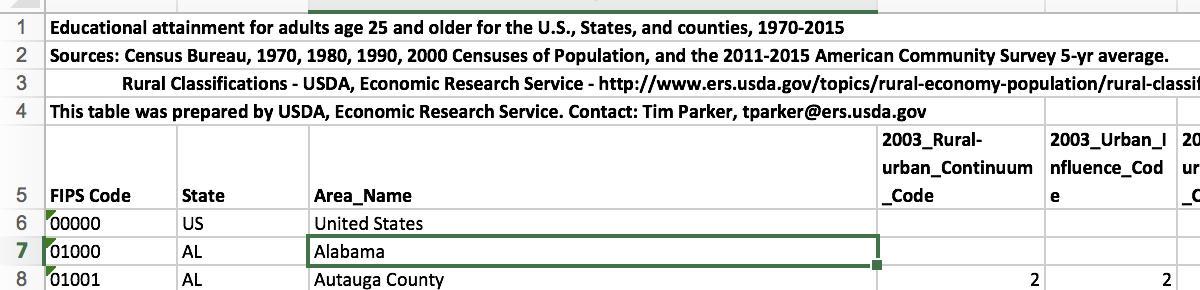 1 Educational attainment for adults age 25 and older for the U.S., States, and counties, 1970-2015
2 Sources: Census Bureau, 1970, 1980, 1990, 2000 Censuses of Population, and the 2011-2015 American Community Survey 5-yr average.
3 Rural Classifications - USDA, Economic Research Service - http://www.ers.usda.gov/topics/rural-economy-population/rural-classif
4 This table was prepared by USDA, Economic Research Service. Contact: Tim Parker, tparker@ers.usda.gov
2003_Rural- 2003_Urban_I 20
urban_Continuum nfluence_Cod ur
5 FIPS Code State Area_Name _Code e _C
6 00000 US United States
7 01000 AL Alabama
8 01001 AL Autauga County 2 2